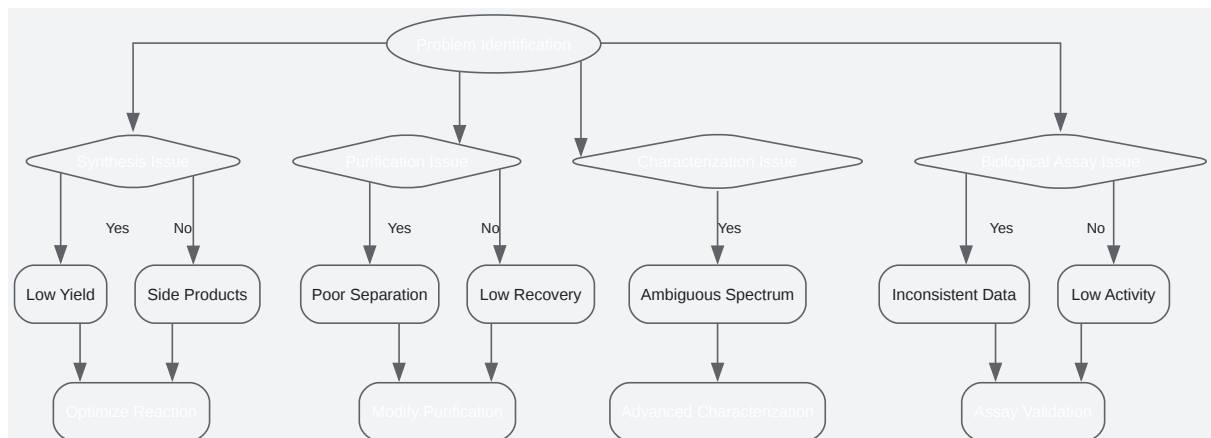 Problem Identification
Synthesis Issue
Purification Issue
Characterization Issue
Biological Assay Issue
Yes
No
Yes
No
Yes
Yes
No
Low Yield
Side Products
Poor Separation
Low Recovery
Ambiguous Spectrum
Inconsistent Data
Low Activity
Optimize Reaction
Modify Purification
Advanced Characterization
Assay Validation